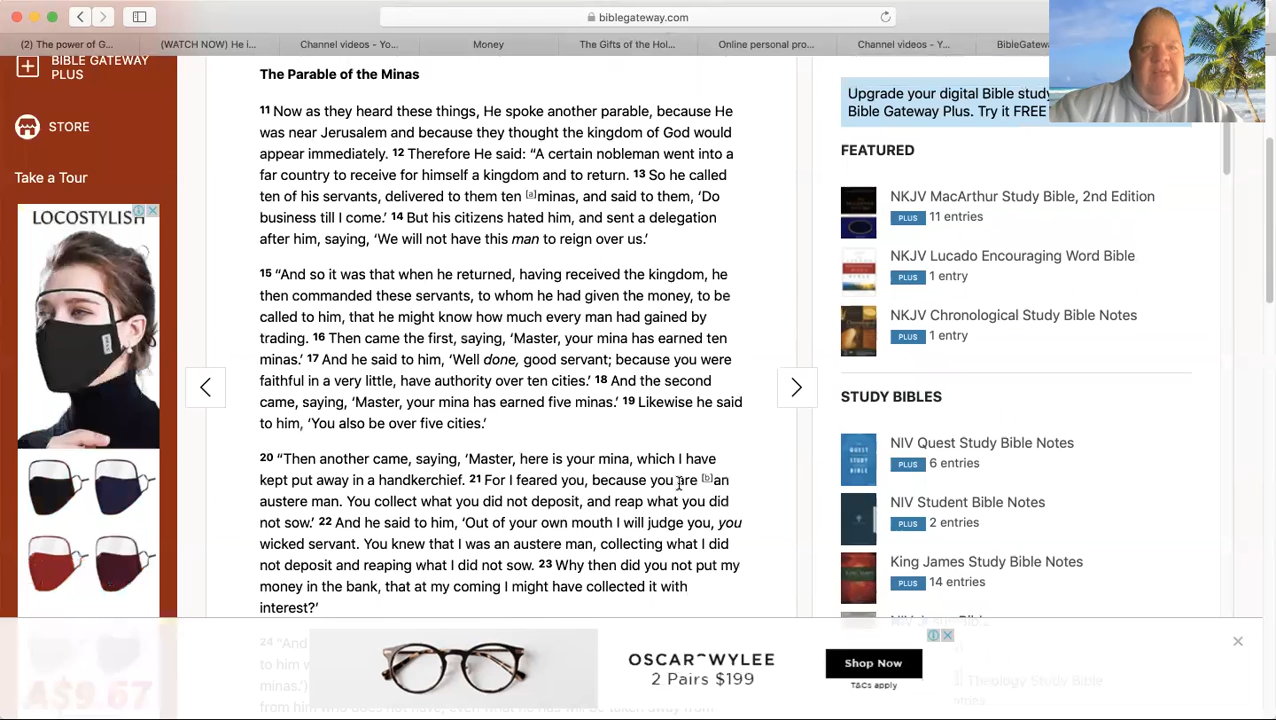 biblegateway.com
(2) The power of G...
(WATCH NOW) He i...
Channel videos - Yo...
Money
The Gifts of the Hol...
Online personal pro...
Channel videos - Y...
BibleGatew
BIBLE GATEWAY
PLUS
STORE
Take a Tour
LOCOSTYLISH
A$9.67
The Parable of the Minas
11 Now as they heard these things, He spoke another parable, because He
was near Jerusalem and because they thought the kingdom of God would
appear immediately. 12 Therefore He said: “A certain nobleman went into a
far country to receive for himself a kingdom and to return. 13 So he called
ten of his servants, delivered to them ten [a]minas, and said to them, ‘Do
business till I come.’ 14 But his citizens hated him, and sent a delegation
after him, saying, ‘We will not have this man to reign over us.’
15 “And so it was that when he returned, having received the kingdom, he
then commanded these servants, to whom he had given the money, to be
called to him, that he might know how much every man had gained by
trading. 16 Then came the first, saying, ‘Master, your mina has earned ten
minas.’ 17 And he said to him, ‘Well done, good servant; because you were
faithful in a very little, have authority over ten cities.’ 18 And the second
came, saying, ‘Master, your mina has earned five minas.’ 19 Likewise he said
to him, ‘You also be over five cities.’
20 “Then another came, saying, ‘Master, here is your mina, which I have
kept put away in a handkerchief. 21 For I feared you, because you are [b]an
austere man. You collect what you did not deposit, and reap what you did
not sow.’ 22 And he said to him, ‘Out of your own mouth I will judge you, you
wicked servant. You knew that I was an austere man, collecting what I did
not deposit and reaping what I did not sow. 23 Why then did you not put my
money in the bank, that at my coming I might have collected it with
interest?’
24 “And
to him w
minas.’)
Upgrade your digital Bible study
Bible Gateway Plus. Try it FREE
FEATURED
NKJV MacArthur Study Bible, 2nd Edition
PLUS 11 entries
NKJV Lucado Encouraging Word Bible
PLUS 1 entry
NKJV Chronological Study Bible Notes
PLUS 1 entry
STUDY BIBLES
NIV Quest Study Bible Notes
PLUS 6 entries
NIV Student Bible Notes
PLUS 2 entries
King James Study Bible Notes
PLUS 14 entries
Theology Study Bible
OSCAR WYLEE
2 Pairs $199
Shop Now
T&Cs apply